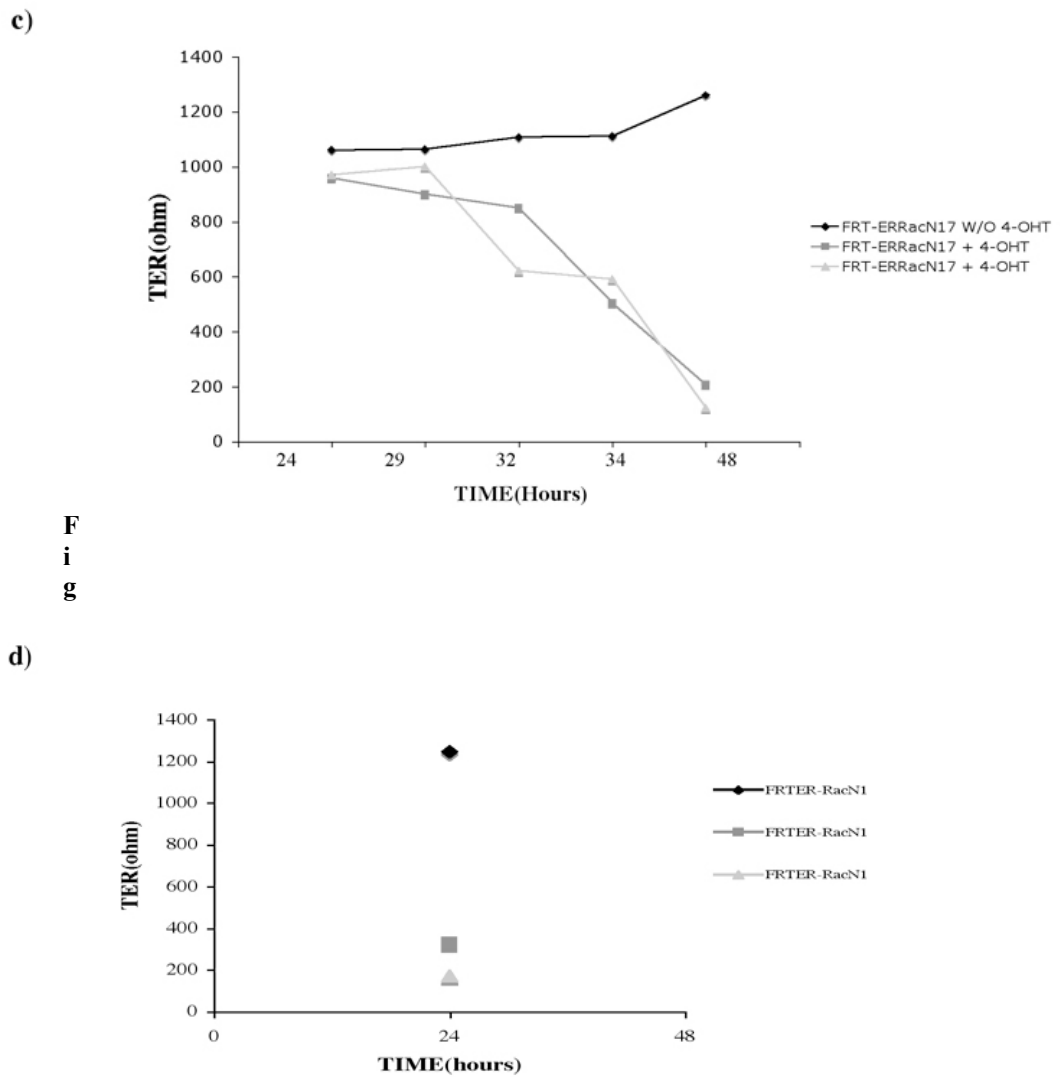 c)
1400
1200
1000
800
600
400
200
0
TER(ohm)
24 29 32 34 48
TIME(Hours)
FRT-ERRacN17 W/O 4-OHT
FRT-ERRacN17 + 4-OHT
FRT-ERRacN17 + 4-OHT
F
i
g
d)
1400
1200
1000
800
600
400
200
0
TER(ohm)
0 24 48
TIME(hours)
FRTER-RacN1
FRTER-RacN1
FRTER-RacN1